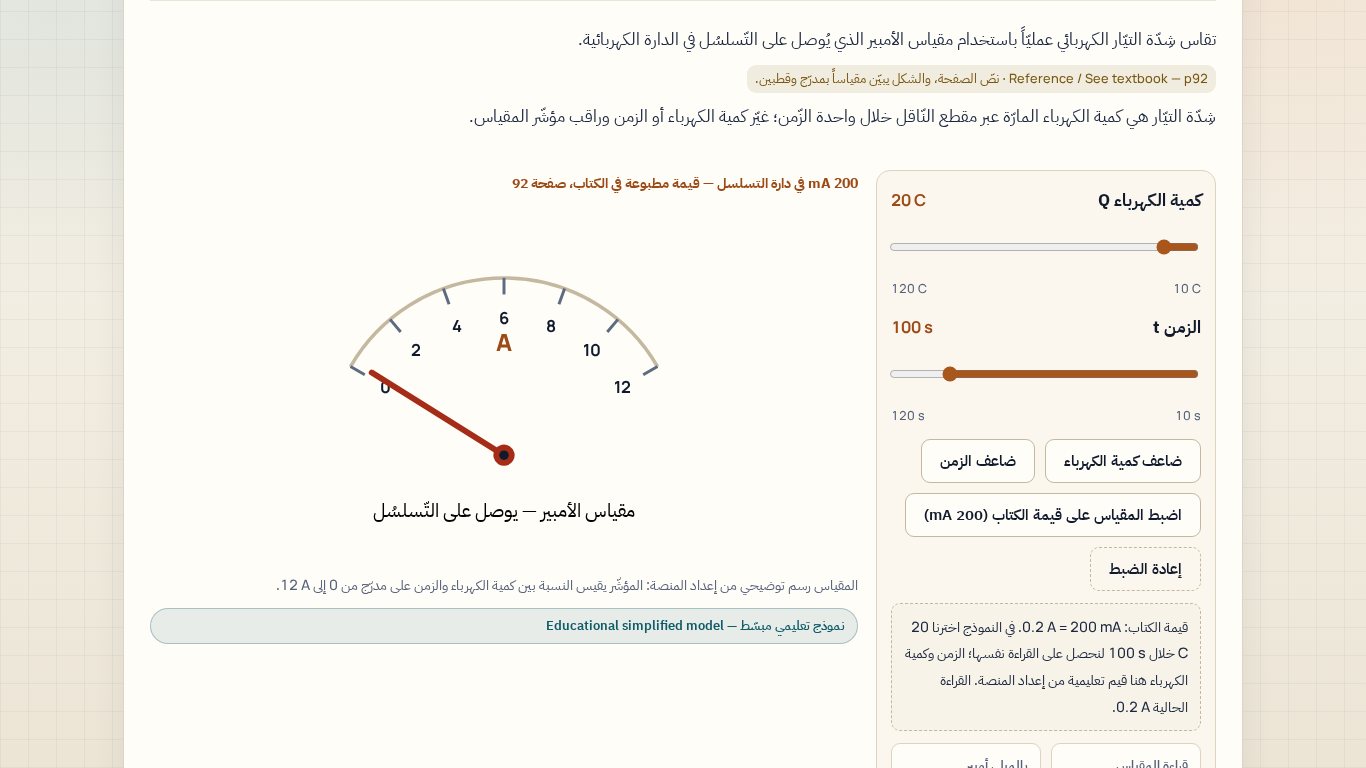 تقاس شِدّة التيّار الكهربائي عمليّاً باستخدام مقياس الأمبير الذي يُوصل على التّسلسُل في الدارة الكهربائية.
Reference / See textbook — p92 · نصّ الصفحة، والشكل يبيّن مقياساً بمدرّج وقطبين.
شِدّة التيّار هي كمية الكهرباء المارّة عبر مقطع النّاقل خلال واحدة الزّمن؛ غيّر كمية الكهرباء أو الزمن وراقب مؤشّر المقياس.
كمية الكهرباء Q
20 C
10 C
120 C
الزمن t
100 s
10 s
120 s
ضاعف كمية الكهرباء
ضاعف الزمن
اضبط المقياس على قيمة الكتاب (200 mA)
إعادة الضبط
قيمة الكتاب: 200 mA = 0.2 A. في النموذج اخترنا 20
C خلال 100 s لنحصل على القراءة نفسها؛ الزمن وكمية
الكهرباء هنا قيم تعليمية من إعداد المنصة. القراءة
الحالية 0.2 A.
قراءة المقياس
بالميلي أمبير
200 mA في دارة التسلسل — قيمة مطبوعة في الكتاب، صفحة 92
0
2
4
6
8
10
12
A
مقياس الأمبير — يوصل على التّسلسُل
المقياس رسم توضيحي من إعداد المنصة: المؤشّر يقيس النسبة بين كمية الكهرباء والزمن على مدرّج من 0 إلى 12 A.
نموذج تعليمي مبسّط — Educational simplified model